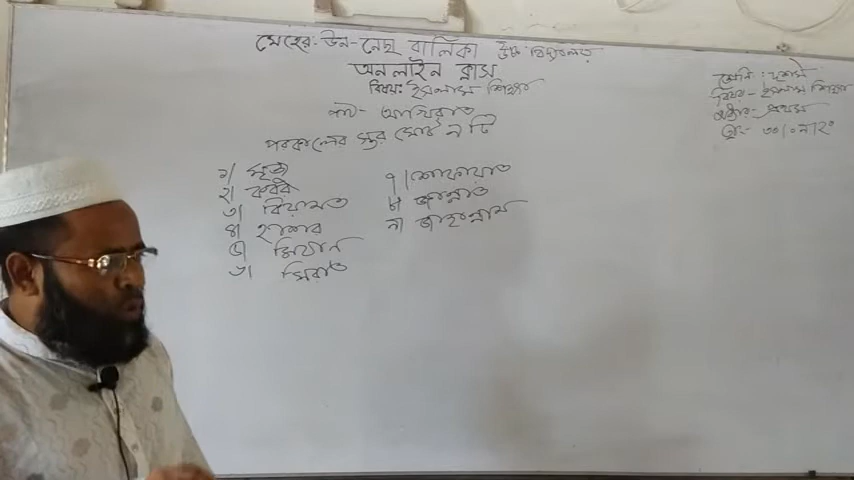 মেহের-উন-নেছা বালিকা উচ্চ বিদ্যালয়
অনলাইন ক্লাস
বিষয়: ইসলাম শিক্ষা
পাঠ- আখিরাত
পরকালের স্তর মোট ৯টি
১| মৃত্যু
২| কবর
৩| কিয়ামত
৪| হাশর
৫| মিযান
৬| সিরাত
৭| শাফায়াত
৮| জান্নাত
৯| জাহান্নাম
শ্রেণি: দশম
বিষয়- ইসলাম শিক্ষা
অধ্যায়- প্রথম